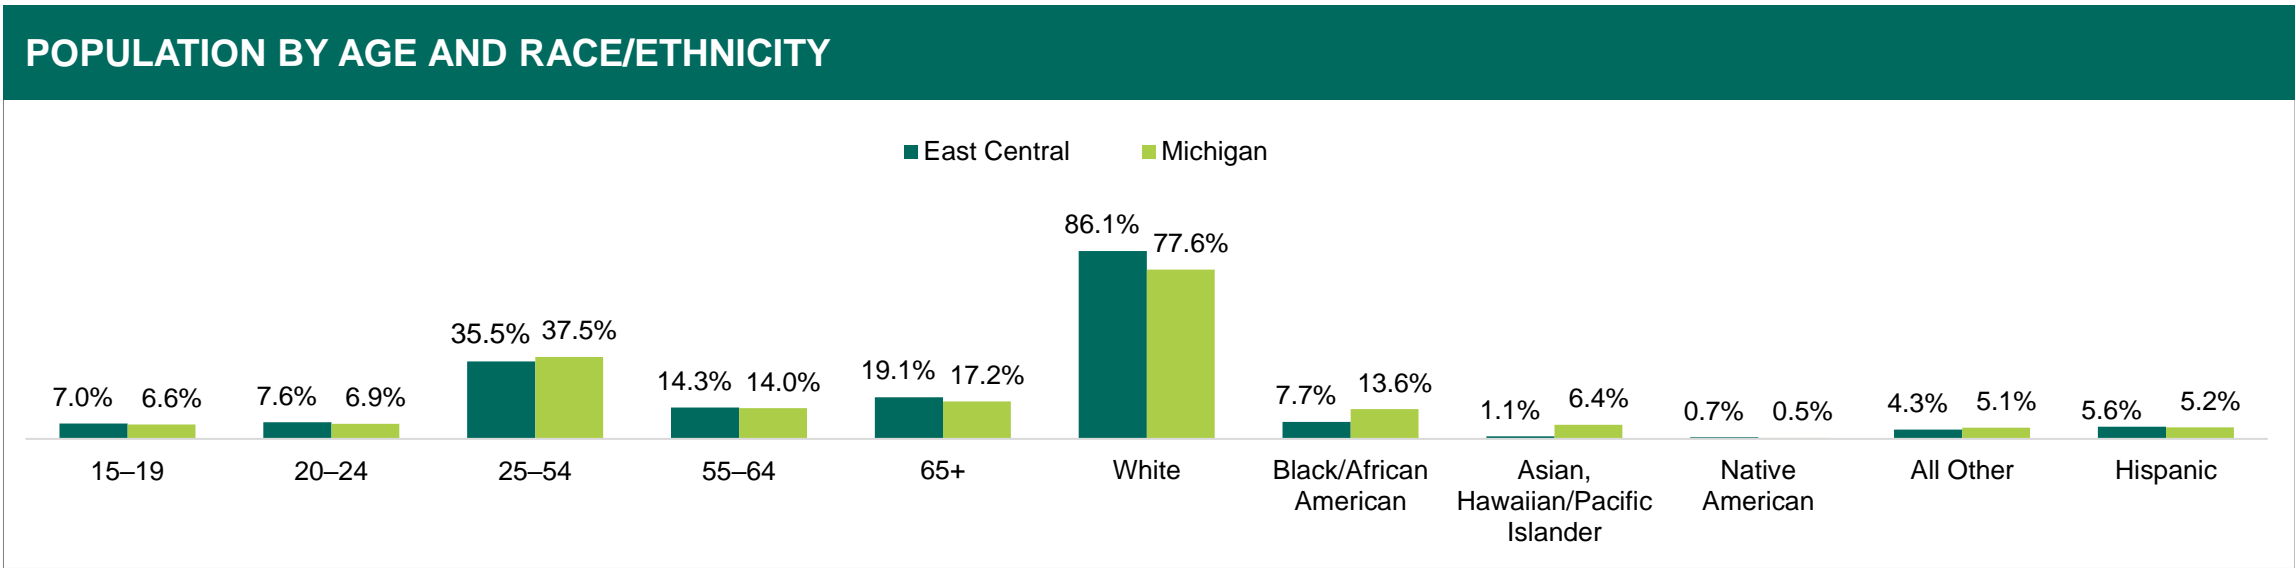 POPULATION BY AGE AND RACE/ETHNICITY
East Central Michigan
86.1% 77.6%
35.5% 37.5%
7.0% 6.6% 7.6% 6.9% 14.3% 14.0% 19.1% 17.2% 7.7% 13.6% 1.1% 6.4% 0.7% 0.5% 4.3% 5.1% 5.6% 5.2%
15–19 20–24 25–54 55–64 65+ White Black/African Asian, Native All Other Hispanic
American Hawaiian/Pacific American
Islander